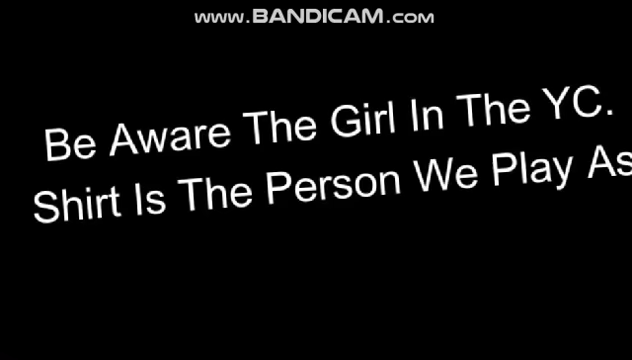 www.BANDICAM.com
Be Aware The Girl In The YC.
Shirt Is The Person We Play As